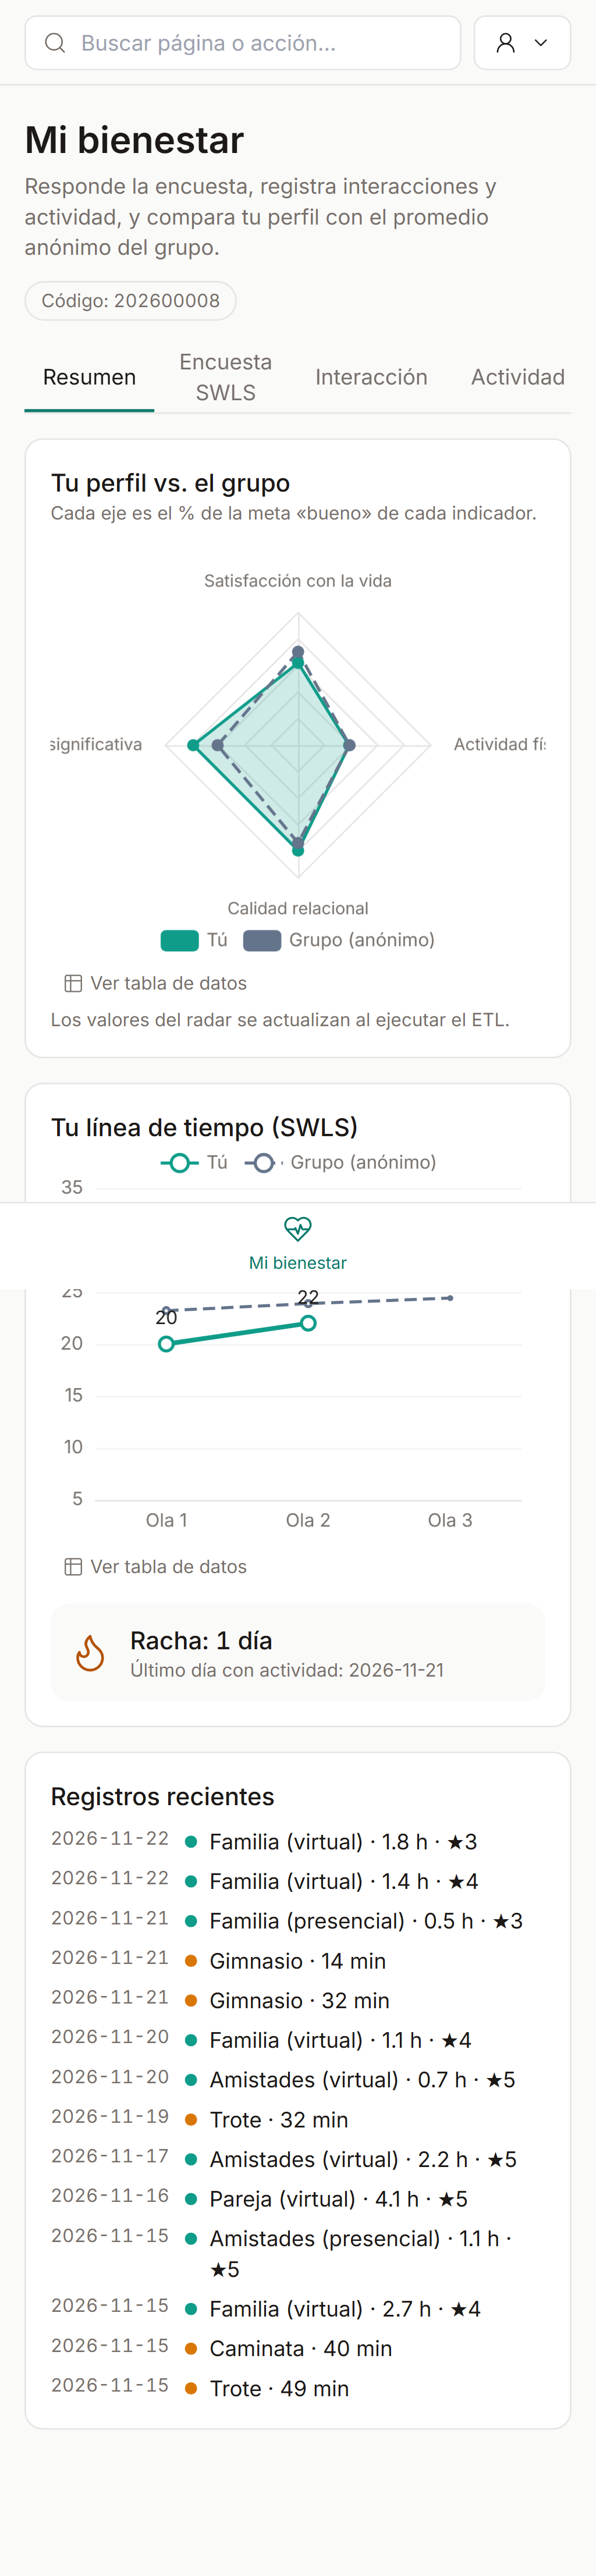 Buscar página o acción...
Mi bienestar
Responde la encuesta, registra interacciones y
actividad, y compara tu perfil con el promedio
anónimo del grupo.
Código: 202600008
Resumen
Encuesta
SWLS
Interacción
Actividad
Tu perfil vs. el grupo
Cada eje es el % de la meta «bueno» de cada indicador.
Satisfacción con la vida
significativa
Actividad fí
Calidad relacional
Tú
Grupo (anónimo)
Ver tabla de datos
Los valores del radar se actualizan al ejecutar el ETL.
Tu línea de tiempo (SWLS)
Tú
Grupo (anónimo)
35
Mi bienestar
25
22
20
20
15
10
5
Ola 1
Ola 2
Ola 3
Ver tabla de datos
Racha: 1 día
Último día con actividad: 2026-11-21
Registros recientes
2026-11-22 Familia (virtual) · 1.8 h · ★3
2026-11-22 Familia (virtual) · 1.4 h · ★4
2026-11-21 Familia (presencial) · 0.5 h · ★3
2026-11-21 Gimnasio · 14 min
2026-11-21 Gimnasio · 32 min
2026-11-20 Familia (virtual) · 1.1 h · ★4
2026-11-20 Amistades (virtual) · 0.7 h · ★5
2026-11-19 Trote · 32 min
2026-11-17 Amistades (virtual) · 2.2 h · ★5
2026-11-16 Pareja (virtual) · 4.1 h · ★5
2026-11-15 Amistades (presencial) · 1.1 h ·
★5
2026-11-15 Familia (virtual) · 2.7 h · ★4
2026-11-15 Caminata · 40 min
2026-11-15 Trote · 49 min